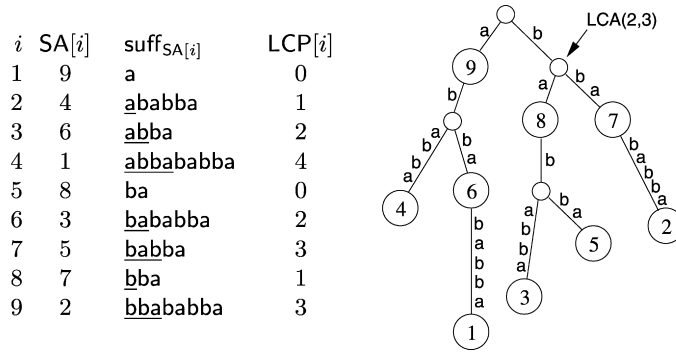 i SA[i] suff_SA[i] LCP[i]
1 9 a 0
2 4 ababba 1
3 6 abba 2
4 1 abbababba 4
5 8 ba 0
6 3 bababba 2
7 5 babba 3
8 7 bba 1
9 2 bbababba 3
LCA(2,3)
a b
9
b a b a
8 7
a b b b
b a b a
b b
a 6 a
4 b a b b a a
b b 5 2
a b
b a
b 3
a
1